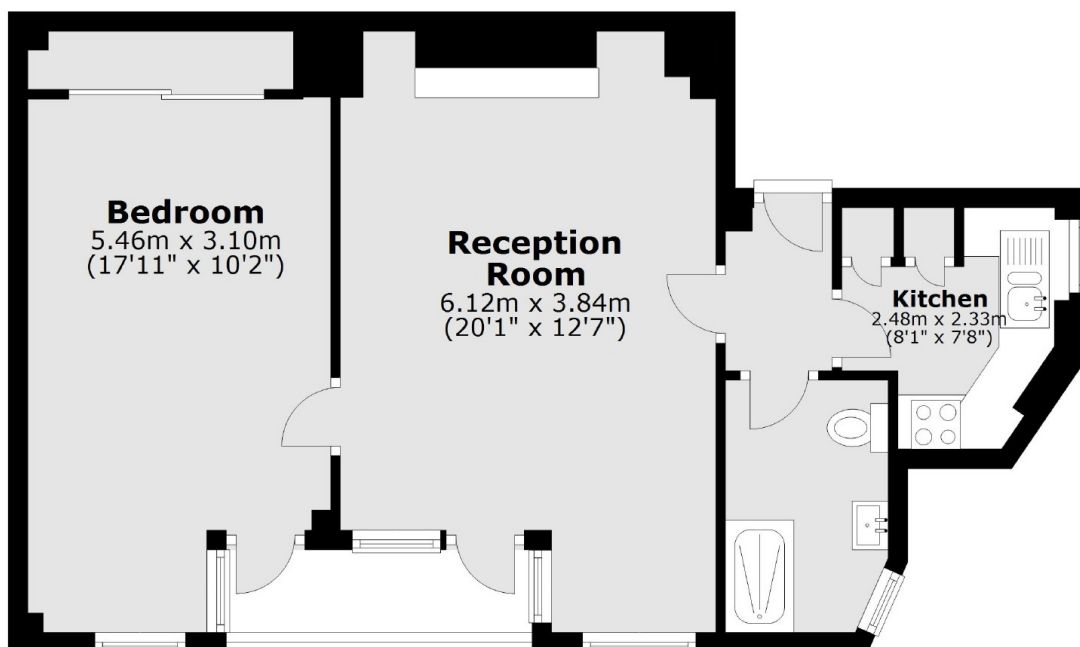 Bedroom
5.46m x 3.10m
(17'11" x 10'2")
Reception
Room
6.12m x 3.84m
(20'1" x 12'7")
Kitchen
2.48m x 2.33m
(8'1" x 7'8")